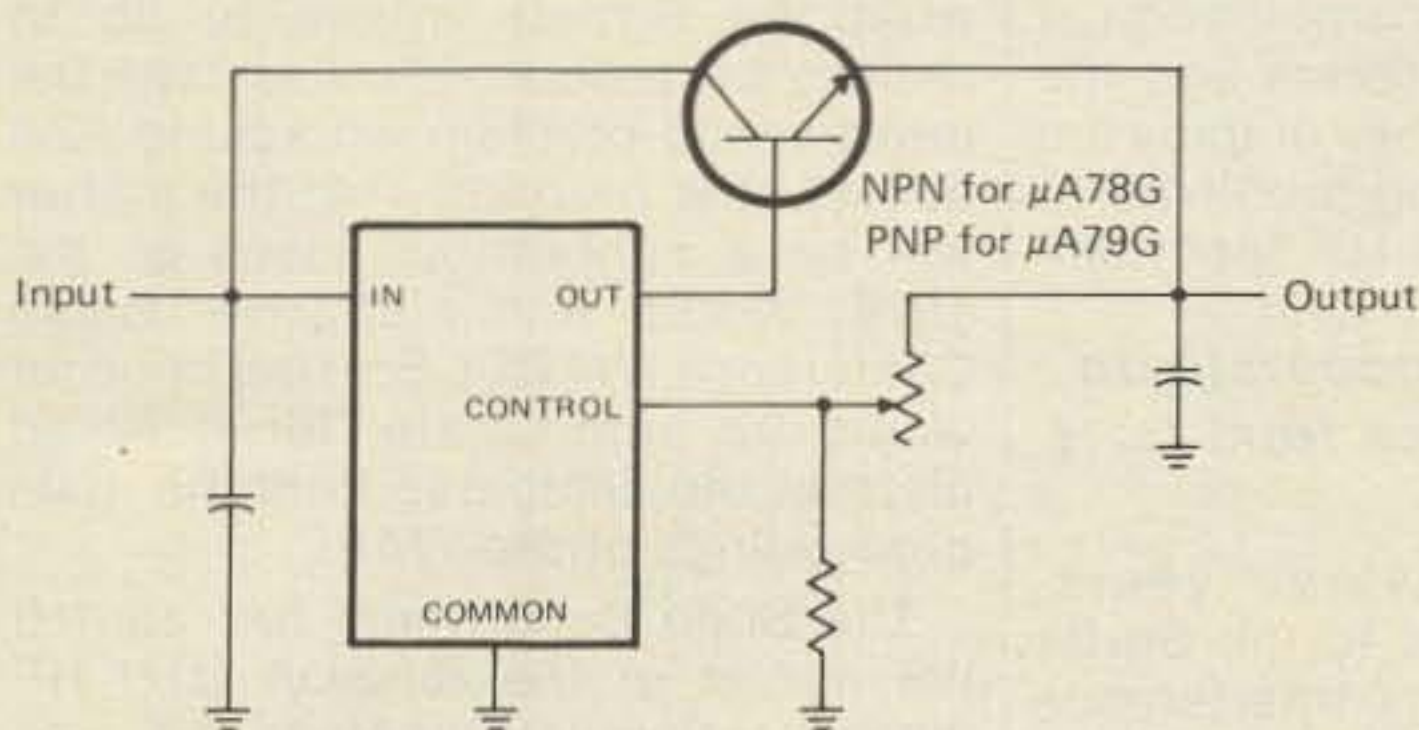 NPN for μA78G
PNP for μA79G
Input
IN
OUT
Output
CONTROL
COMMON